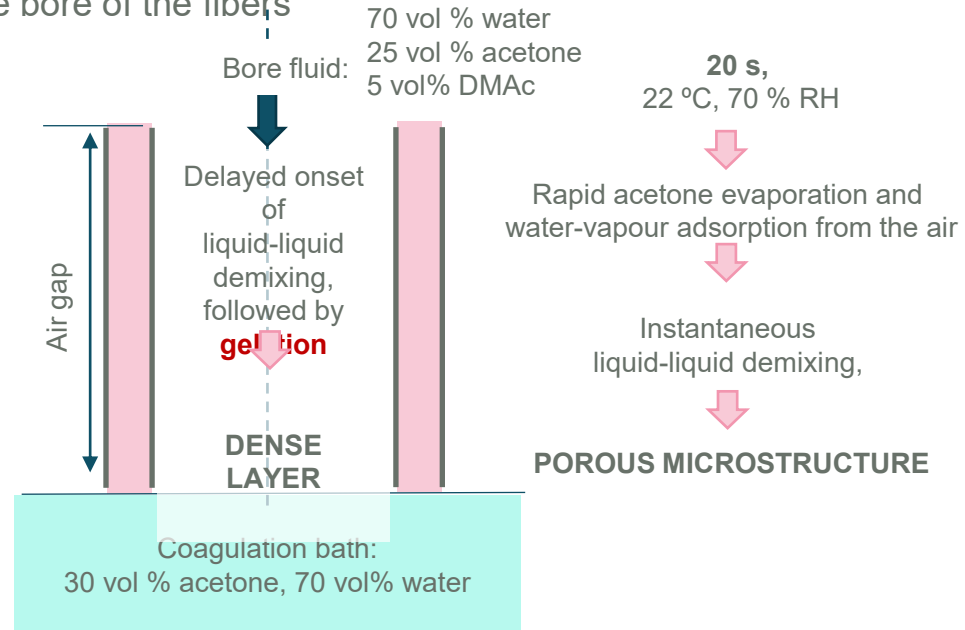 e bore of the fibers
70 vol % water
Bore fluid:
25 vol % acetone
5 vol% DMAc
20 s,
22 ºC, 70 % RH
Delayed onset
of
liquid-liquid
demixing,
followed by
gelation
Air gap
DENSE
LAYER
Rapid acetone evaporation and
water-vapour adsorption from the air
Instantaneous
liquid-liquid demixing,
POROUS MICROSTRUCTURE
Coagulation bath:
30 vol % acetone, 70 vol% water